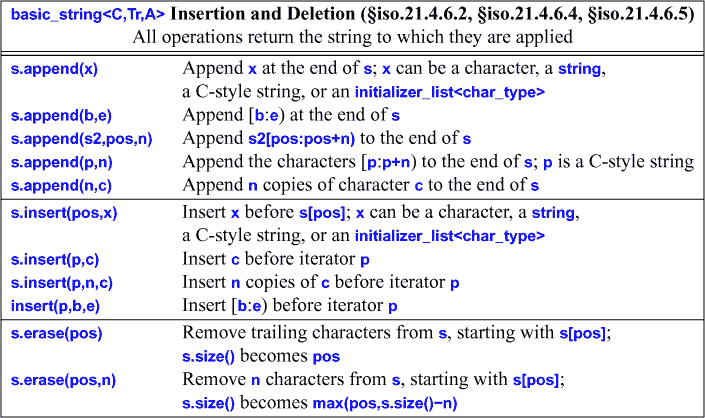 basic_string<C,Tr,A> Insertion and Deletion (§iso.21.4.6.2, §iso.21.4.6.4, §iso.21.4.6.5)
All operations return the string to which they are applied
s.append(x) Append x at the end of s; x can be a character, a string,
a C-style string, or an initializer_list<char_type>
s.append(b,e) Append [b:e) at the end of s
s.append(s2,pos,n) Append s2[pos:pos+n) to the end of s
s.append(p,n) Append the characters [p:p+n) to the end of s; p is a C-style string
s.append(n,c) Append n copies of character c to the end of s
s.insert(pos,x) Insert x before s[pos]; x can be a character, a string,
a C-style string, or an initializer_list<char_type>
s.insert(p,c) Insert c before iterator p
s.insert(p,n,c) Insert n copies of c before iterator p
insert(p,b,e) Insert [b:e) before iterator p
s.erase(pos) Remove trailing characters from s, starting with s[pos];
s.size() becomes pos
s.erase(pos,n) Remove n characters from s, starting with s[pos];
s.size() becomes max(pos,s.size()−n)